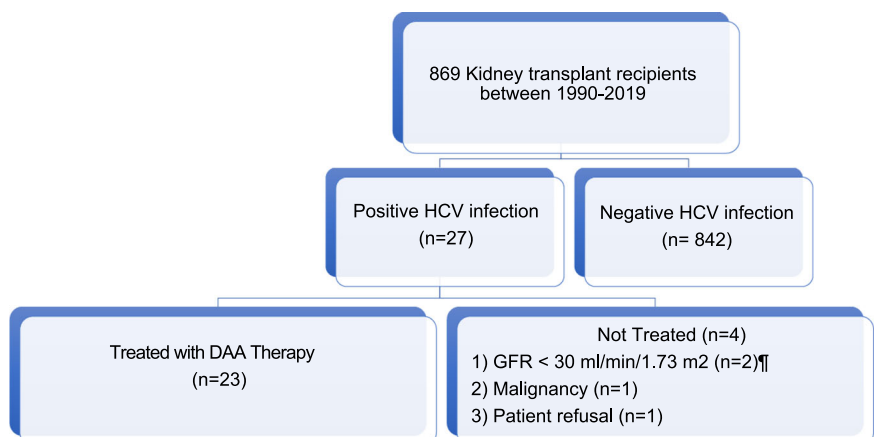 869 Kidney transplant recipients
between 1990-2019
Positive HCV infection
(n=27)
Negative HCV infection
(n= 842)
Treated with DAA Therapy
(n=23)
Not Treated (n=4)
1) GFR < 30 ml/min/1.73 m2 (n=2)¶
2) Malignancy (n=1)
3) Patient refusal (n=1)